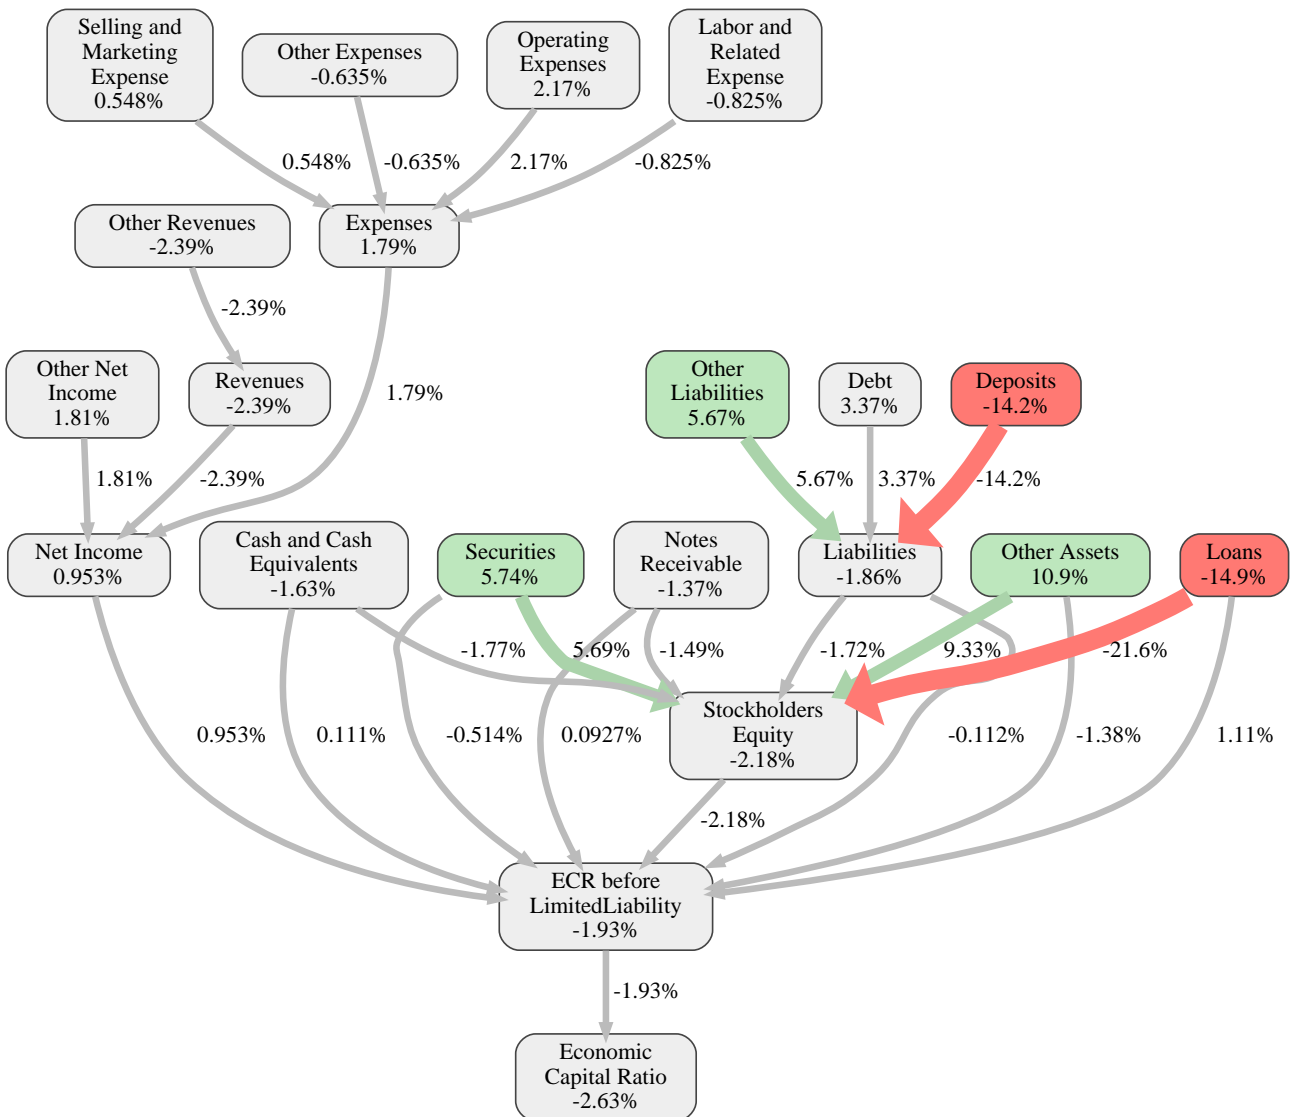 Selling and
Marketing
Expense
0.548%
Other Expenses
-0.635%
Operating
Expenses
2.17%
Labor and
Related
Expense
-0.825%
0.548%
-0.635%
2.17%
-0.825%
Other Revenues
-2.39%
Expenses
1.79%
-2.39%
Other Net
Income
1.81%
Revenues
-2.39%
1.79%
Other
Liabilities
5.67%
Debt
3.37%
Deposits
-14.2%
1.81%
-2.39%
5.67%
3.37%
-14.2%
Net Income
0.953%
Cash and Cash
Equivalents
-1.63%
Securities
5.74%
Notes
Receivable
-1.37%
Liabilities
-1.86%
Other Assets
10.9%
Loans
-14.9%
-1.77%
5.69%
-1.49%
-1.72%
9.33%
-21.6%
Stockholders
Equity
-2.18%
0.953%
0.111%
-0.514%
0.0927%
-0.112%
-1.38%
1.11%
-2.18%
ECR before
LimitedLiability
-1.93%
-1.93%
Economic
Capital Ratio
-2.63%